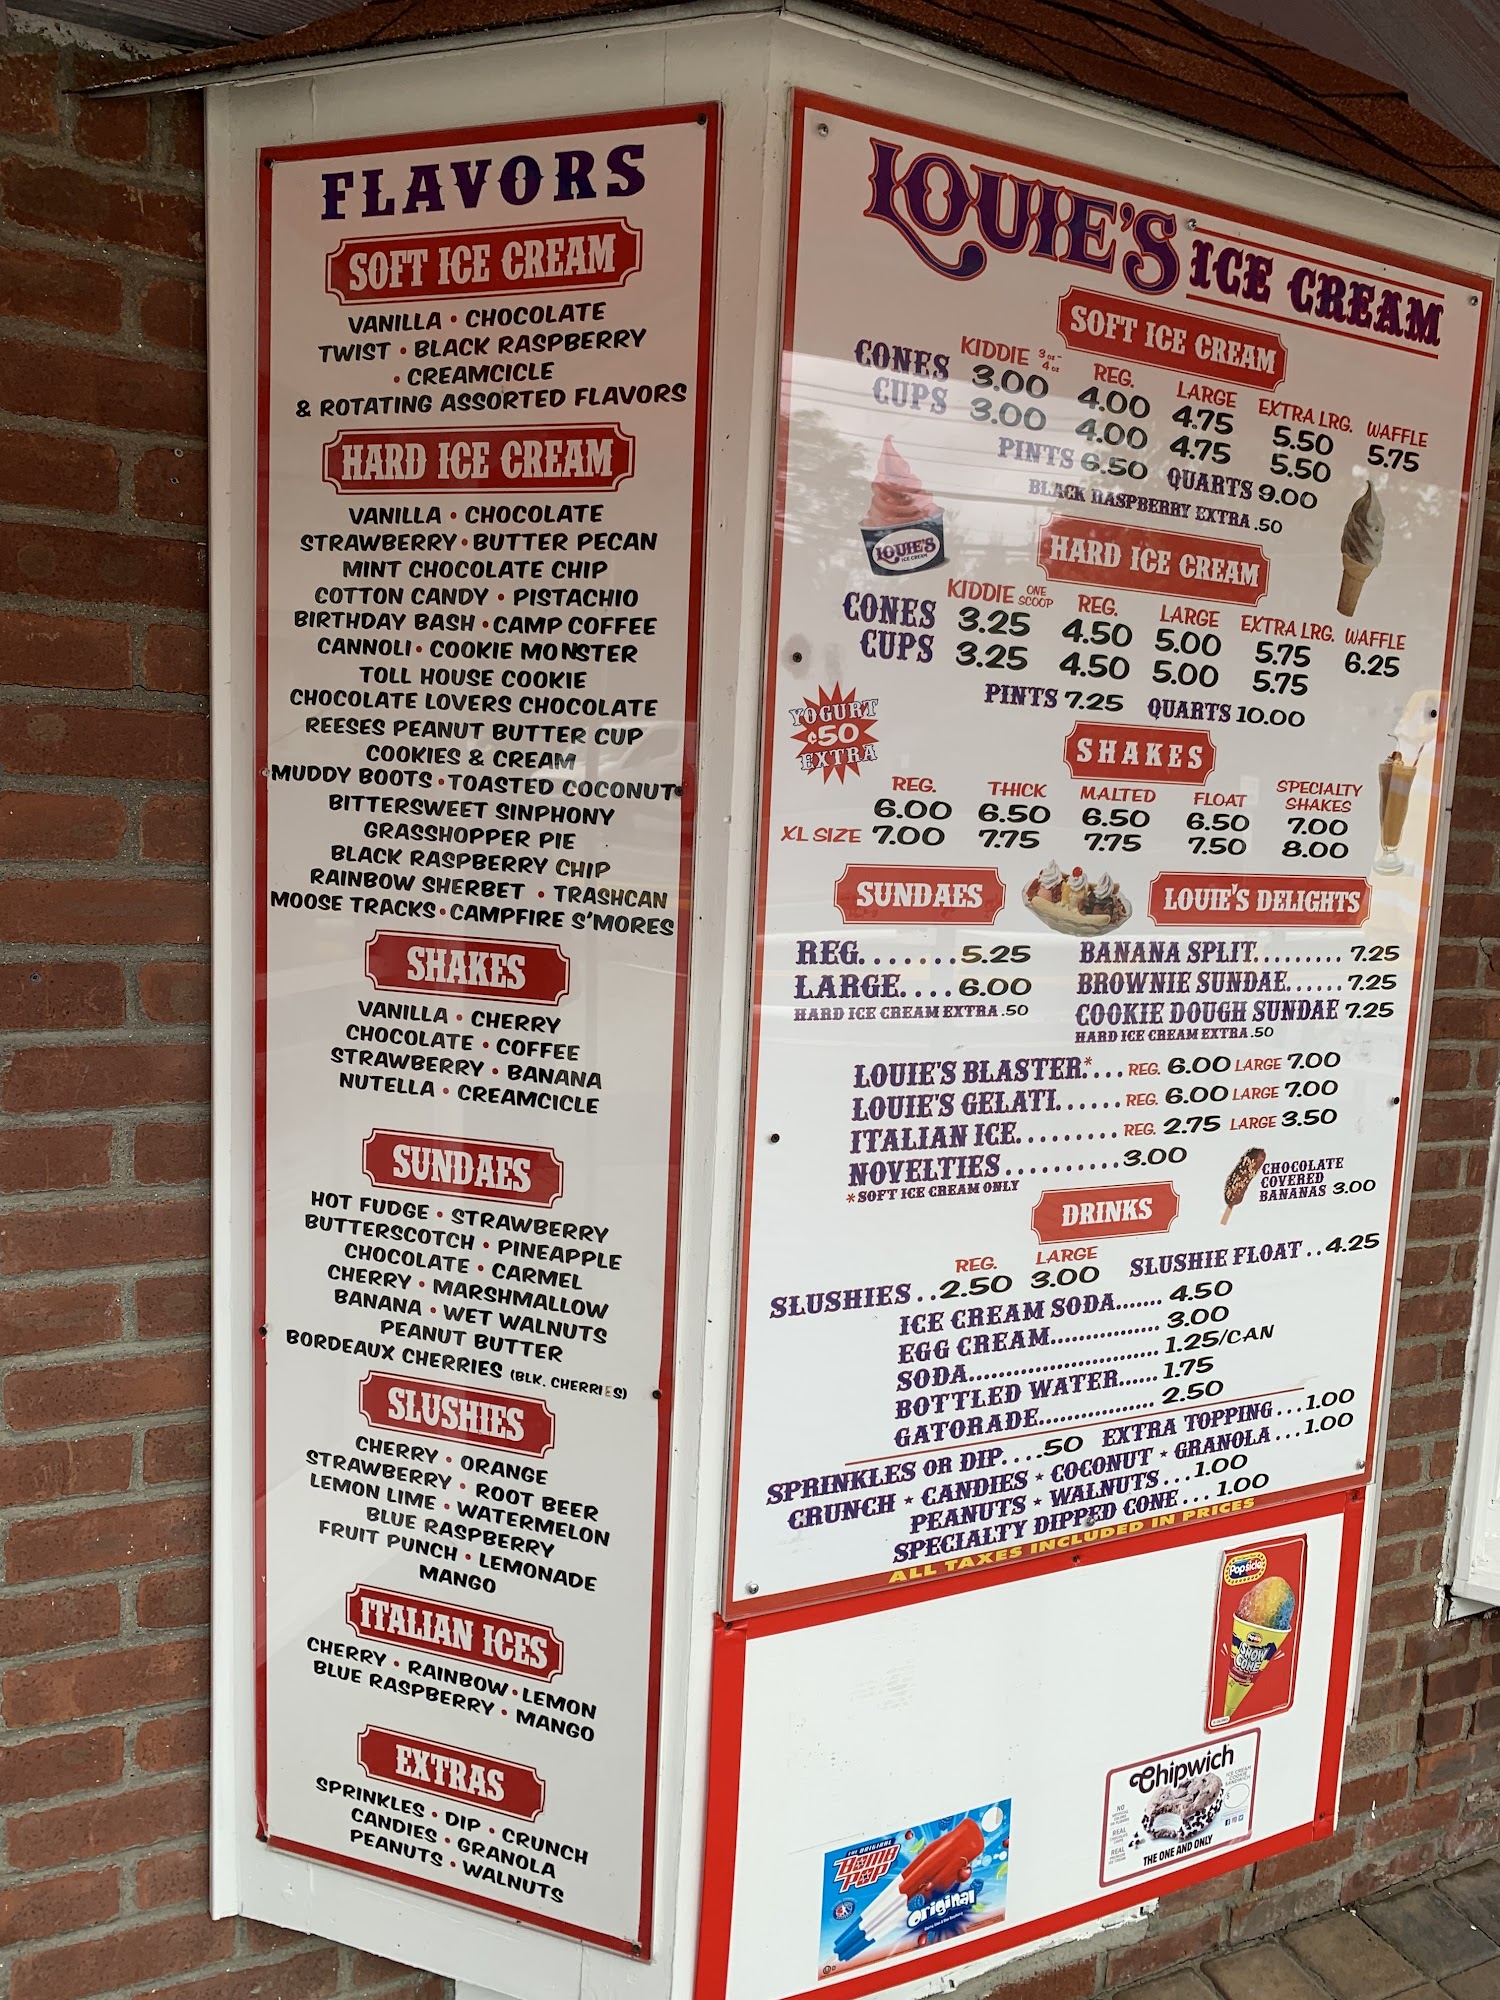 FLAVORS
SOFT ICE CREAM
VANILLA • CHOCOLATE
TWIST • BLACK RASPBERRY
• CREAMCICLE
& ROTATING ASSORTED FLAVORS
HARD ICE CREAM
VANILLA • CHOCOLATE
STRAWBERRY • BUTTER PECAN
MINT CHOCOLATE CHIP
COTTON CANDY • PISTACHIO
BIRTHDAY BASH • CAMP COFFEE
CANNOLI • COOKIE MONSTER
TOLL HOUSE COOKIE
CHOCOLATE LOVERS CHOCOLATE
REESES PEANUT BUTTER CUP
COOKIES & CREAM
MUDDY BOOTS • TOASTED COCONUT
BITTERSWEET SINPHONY
GRASSHOPPER PIE
BLACK RASPBERRY CHIP
RAINBOW SHERBET • TRASHCAN
MOOSE TRACKS • CAMPFIRE S'MORES
SHAKES
VANILLA • CHERRY
CHOCOLATE • COFFEE
STRAWBERRY • BANANA
NUTELLA • CREAMCICLE
SUNDAES
HOT FUDGE • STRAWBERRY
BUTTERSCOTCH • PINEAPPLE
CHOCOLATE • CARMEL
CHERRY • MARSHMALLOW
BANANA • WET WALNUTS
PEANUT BUTTER
BORDEAUX CHERRIES (BLK. CHERRIES)
SLUSHIES
CHERRY • ORANGE
STRAWBERRY • ROOT BEER
LEMON LIME • WATERMELON
BLUE RASPBERRY
FRUIT PUNCH • LEMONADE
MANGO
ITALIAN ICES
CHERRY • RAINBOW • LEMON
BLUE RASPBERRY • MANGO
EXTRAS
SPRINKLES • DIP • CRUNCH
CANDIES • GRANOLA
PEANUTS • WALNUTS
LOUIE'S ICE CREAM
SOFT ICE CREAM
KIDDIE 3 oz - 4 oz REG. LARGE EXTRA LRG. WAFFLE
CONES 3.00 4.00 4.75 5.50 5.75
CUPS 3.00 4.00 4.75 5.50
PINTS 6.50 QUARTS 9.00
BLACK RASPBERRY EXTRA .50
LOUIE'S
ICE CREAM
HARD ICE CREAM
KIDDIE ONE SCOOP REG. LARGE EXTRA LRG. WAFFLE
CONES 3.25 4.50 5.00 5.75 6.25
CUPS 3.25 4.50 5.00 5.75
PINTS 7.25 QUARTS 10.00
YOGURT
¢50
EXTRA
SHAKES
REG. THICK MALTED FLOAT SPECIALTY SHAKES
6.00 6.50 6.50 6.50 7.00
XL SIZE 7.00 7.75 7.75 7.50 8.00
SUNDAES
REG.......5.25
LARGE....6.00
HARD ICE CREAM EXTRA .50
LOUIE'S DELIGHTS
BANANA SPLIT......... 7.25
BROWNIE SUNDAE...... 7.25
COOKIE DOUGH SUNDAE 7.25
HARD ICE CREAM EXTRA .50
LOUIE'S BLASTER*.... REG. 6.00 LARGE 7.00
LOUIE'S GELATI...... REG. 6.00 LARGE 7.00
ITALIAN ICE......... REG. 2.75 LARGE 3.50
NOVELTIES ..........3.00
*SOFT ICE CREAM ONLY
CHOCOLATE
COVERED
BANANAS 3.00
DRINKS
REG. LARGE
SLUSHIES ..2.50 3.00 SLUSHIE FLOAT ..4.25
ICE CREAM SODA....... 4.50
EGG CREAM................ 3.00
SODA............................ 1.25/CAN
BOTTLED WATER...... 1.75
GATORADE................. 2.50
SPRINKLES OR DIP....50 EXTRA TOPPING ...1.00
CRUNCH * CANDIES * COCONUT * GRANOLA ...1.00
PEANUTS * WALNUTS ...1.00
SPECIALTY DIPPED CONE ... 1.00
ALL TAXES INCLUDED IN PRICES
Popsicle
SNOW
CONE
Chipwich
ICE CREAM
COOKIE
SANDWICH
THE ONE AND ONLY
THE ORIGINAL
BOMB
POP
Original